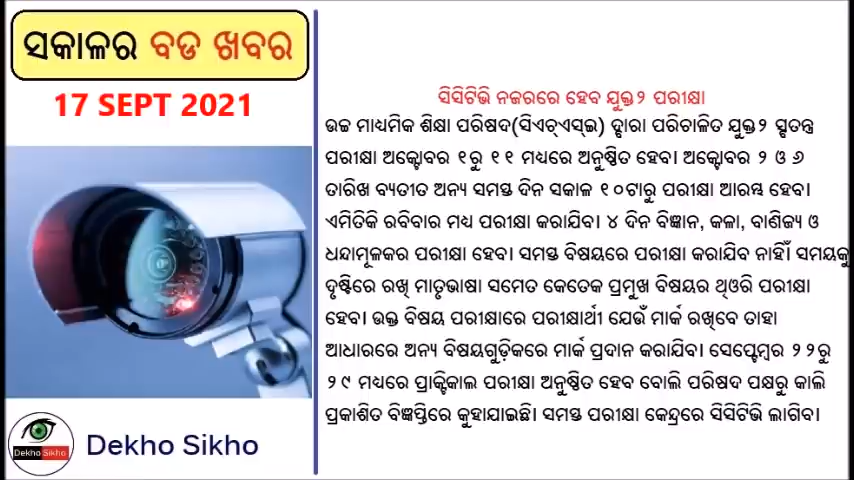 ସକାଳର ବଡ ଖବର
17 SEPT 2021
ସିସିଟିଭି ନଜରରେ ହେବ ଯୁକ୍ତ୨ ପରୀକ୍ଷା
ଉଚ୍ଚ ମାଧ୍ୟମିକ ଶିକ୍ଷା ପରିଷଦ(ସିଏଚ୍ଏସ୍ଇ) ଦ୍ୱାରା ପରିଚାଳିତ ଯୁକ୍ତ୨ ସ୍ୱତନ୍ତ୍ର
ପରୀକ୍ଷା ଅକ୍ଟୋବର ୧ରୁ ୧୧ ମଧ୍ୟରେ ଅନୁଷ୍ଠିତ ହେବ। ଅକ୍ଟୋବର ୨ ଓ ୬
ତାରିଖ ବ୍ୟତୀତ ଅନ୍ୟ ସମସ୍ତ ଦିନ ସକାଳ ୧୦ଟାରୁ ପରୀକ୍ଷା ଆରମ୍ଭ ହେବ।
ଏମିତିକି ରବିବାର ମଧ୍ୟ ପରୀକ୍ଷା କରାଯିବ। ୪ ଦିନ ବିଜ୍ଞାନ, କଳା, ବାଣିଜ୍ୟ ଓ
ଧନ୍ଦାମୂଳକର ପରୀକ୍ଷା ହେବ। ସମସ୍ତ ବିଷୟରେ ପରୀକ୍ଷା କରାଯିବ ନାହିଁ। ସମୟକୁ
ଦୃଷ୍ଟିରେ ରଖି ମାତୃଭାଷା ସମେତ କେତେକ ପ୍ରମୁଖ ବିଷୟର ଥିଓରି ପରୀକ୍ଷା
ହେବ। ଉକ୍ତ ବିଷୟ ପରୀକ୍ଷାରେ ପରୀକ୍ଷାର୍ଥୀ ଯେଉଁ ମାର୍କ ରଖିବେ ତାହା
ଆଧାରରେ ଅନ୍ୟ ବିଷୟଗୁଡ଼ିକରେ ମାର୍କ ପ୍ରଦାନ କରାଯିବ। ସେପ୍ଟେମ୍ବର ୨୨ରୁ
୨୯ ମଧ୍ୟରେ ପ୍ରାକ୍ଟିକାଲ ପରୀକ୍ଷା ଅନୁଷ୍ଠିତ ହେବ ବୋଲି ପରିଷଦ ପକ୍ଷରୁ କାଲି
ପ୍ରକାଶିତ ବିଜ୍ଞପ୍ତିରେ କୁହାଯାଇଛି। ସମସ୍ତ ପରୀକ୍ଷା କେନ୍ଦ୍ରରେ ସିସିଟିଭି ଲାଗିବ।
Dekho Sikho
Dekho Sikho